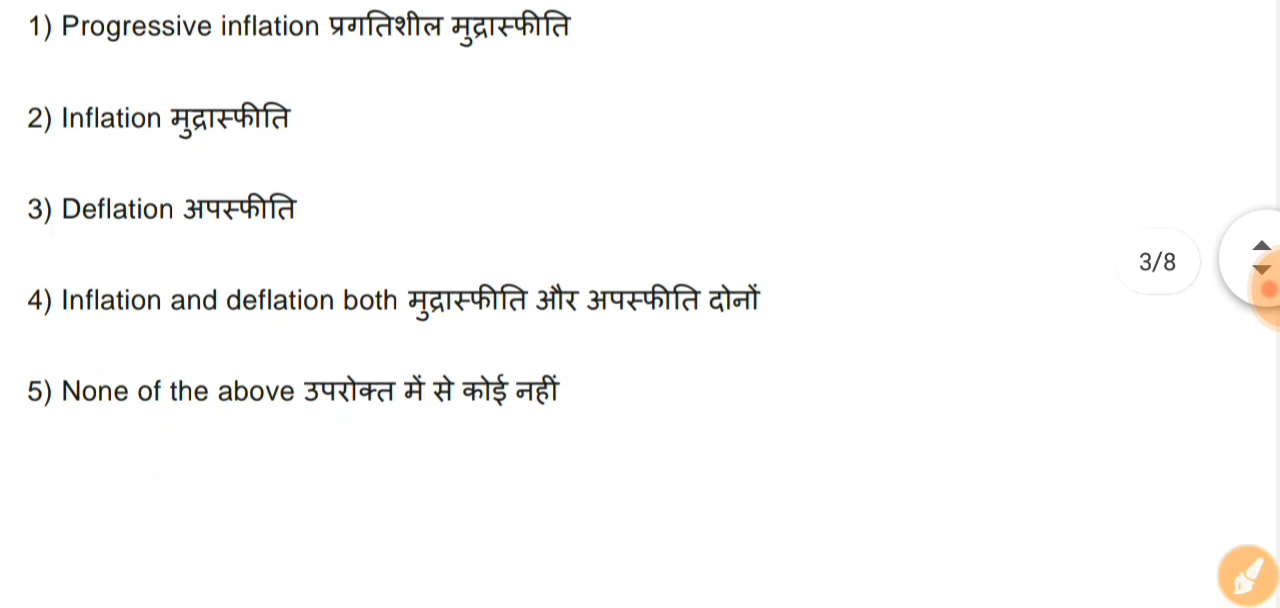 1) Progressive inflation प्रगतिशील मुद्रास्फीति
2) Inflation मुद्रास्फीति
3) Deflation अपस्फीति
3/8
4) Inflation and deflation both मुद्रास्फीति और अपस्फीति दोनों
5) None of the above उपरोक्त में से कोई नहीं